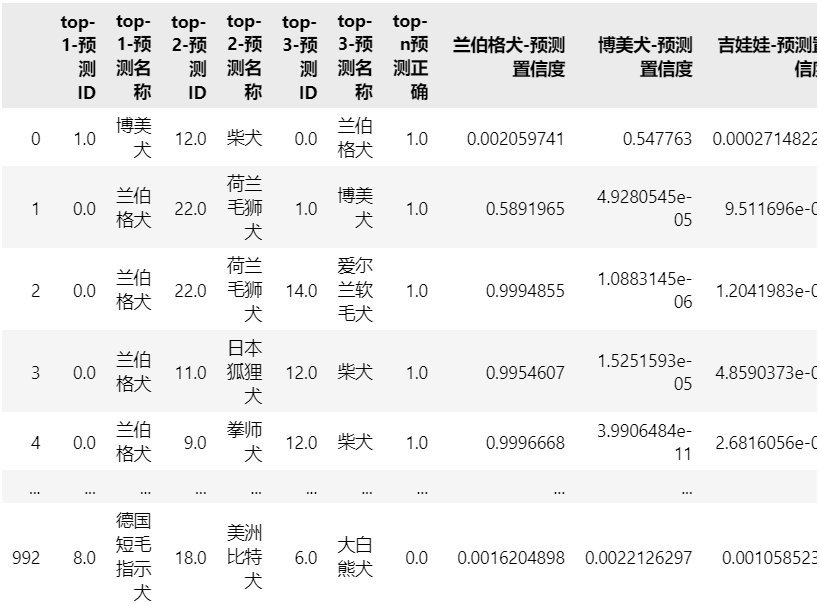 top-
1-预
测
ID
top-
1-预
测名
称
top-
2-预
测
ID
top-
2-预
测名
称
top-
3-预
测
ID
top-
3-预
测名
称
top-
n预
测正
确
兰伯格犬-预测
置信度
博美犬-预测
置信度
吉娃娃-预测
信
0
1.0
博美
犬
12.0
柴犬
0.0
兰伯
格犬
1.0
0.002059741
0.547763
0.0002714822
1
0.0
兰伯
格犬
22.0
荷兰
毛狮
犬
1.0
博美
犬
1.0
0.5891965
4.9280545e-
05
9.511696e-0
2
0.0
兰伯
格犬
22.0
荷兰
毛狮
犬
14.0
爱尔
兰软
毛犬
1.0
0.9994855
1.0883145e-
06
1.2041983e-0
3
0.0
兰伯
格犬
11.0
日本
狐狸
犬
12.0
柴犬
1.0
0.9954607
1.5251593e-
05
4.8590373e-0
4
0.0
兰伯
格犬
9.0
拳师
犬
12.0
柴犬
1.0
0.9996668
3.9906484e-
11
2.6816056e-0
...
...
...
...
...
...
...
...
...
...
992
8.0
德国
短毛
指示
犬
18.0
美洲
比特
犬
6.0
大白
熊犬
0.0
0.0016204898
0.0022126297
0.001058523